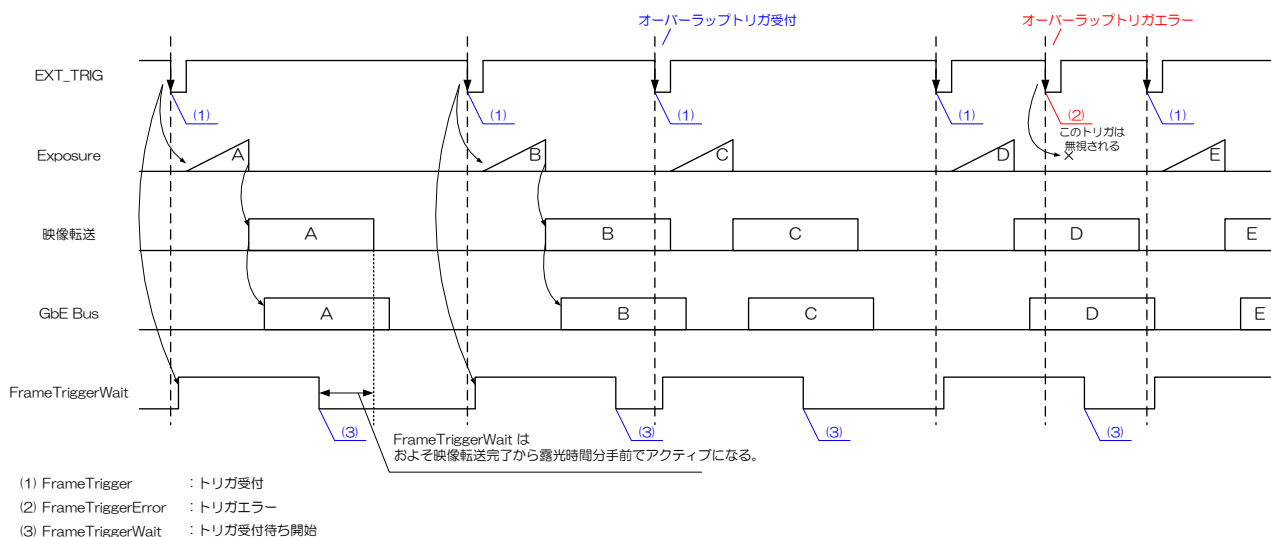 オーバーラップトリガ受付
オーバーラップトリガエラー
EXT_TRIG
(1)
(1)
(1)
(1)
(2)
(1)
このトリガは
無視される
×
Exposure
A
B
C
D
E
映像転送
A
B
C
D
E
GbE Bus
A
B
C
D
E
FrameTriggerWait
(3)
(3)
(3)
(3)
FrameTriggerWait は
およそ映像転送完了から露光時間分手前でアクティブになる。
(1) FrameTrigger :トリガ受付
(2) FrameTriggerError :トリガエラー
(3) FrameTriggerWait :トリガ受付待ち開始